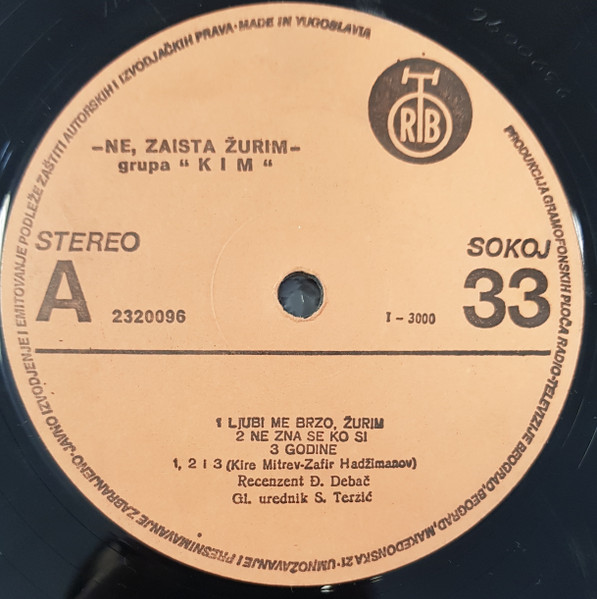 -NE, ZAISTA ŽURIM-
grupa “ K I M “
RTB
STEREO
SOKOJ
A
2320096
I – 3000
33
1 LJUBI ME BRZO, ŽURIM
2 NE ZNA SE KO SI
3 GODINE
1, 2 I 3 (Kire Mitrev-Zafir Hadžimanov)
Recenzent Đ. Debač
Gl. urednik S. Terzić
PRODUKCIJA GRAMOFONSKIH PLOČA RADIO-TELEVIZIJE BEOGRAD, BEOGRAD, MAKEDONSKA 21 · UMNOŽAVANJE I PRESNIMAVANJE ZABRANJENO · JAVNO IZVODJENJE I EMITOVANJE PODLEŽE ZAŠTITI AUTORSKIH I IZVODJAČKIH PRAVA · MADE IN YUGOSLAVIA